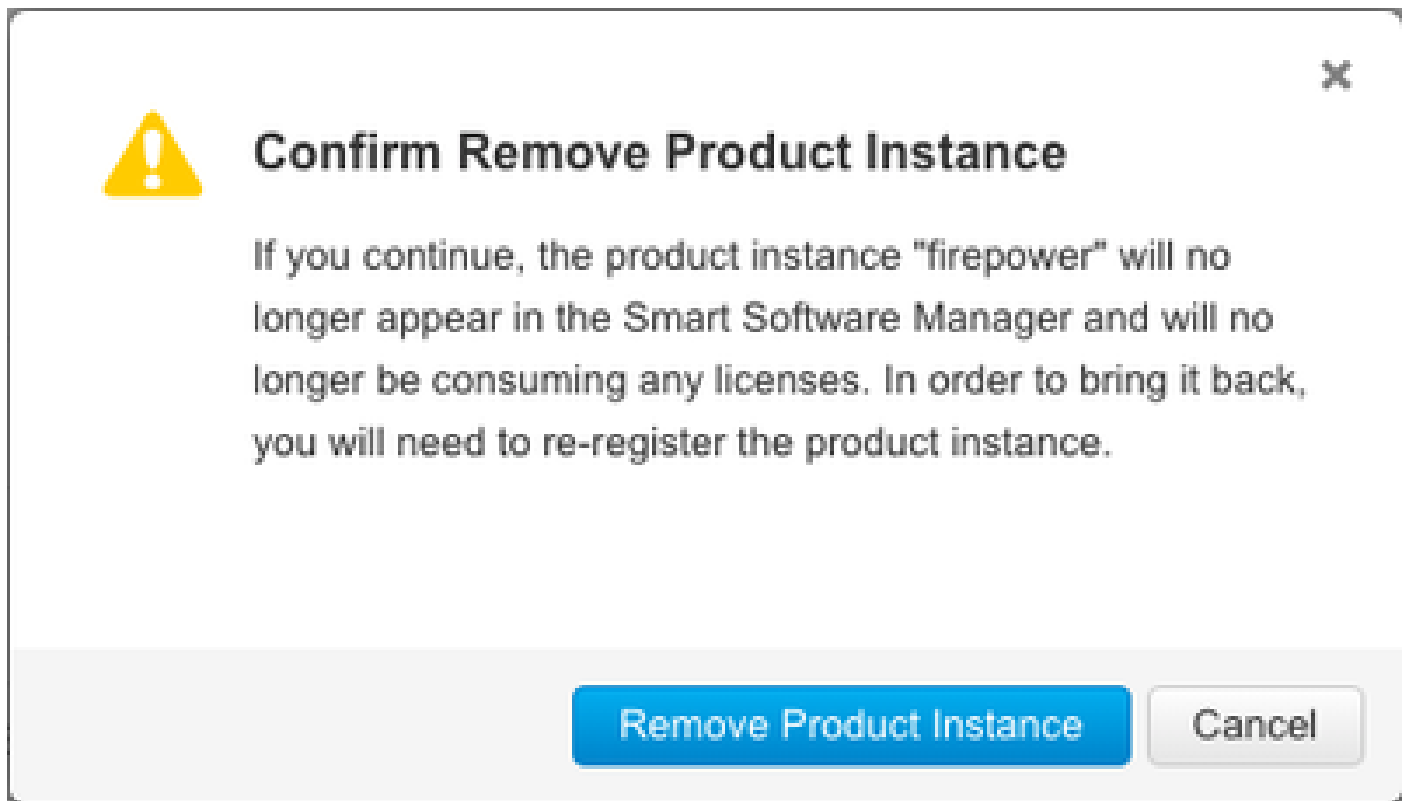 Confirm Remove Product Instance
If you continue, the product instance "firepower" will no
longer appear in the Smart Software Manager and will no
longer be consuming any licenses. In order to bring it back,
you will need to re-register the product instance.
Remove Product Instance
Cancel